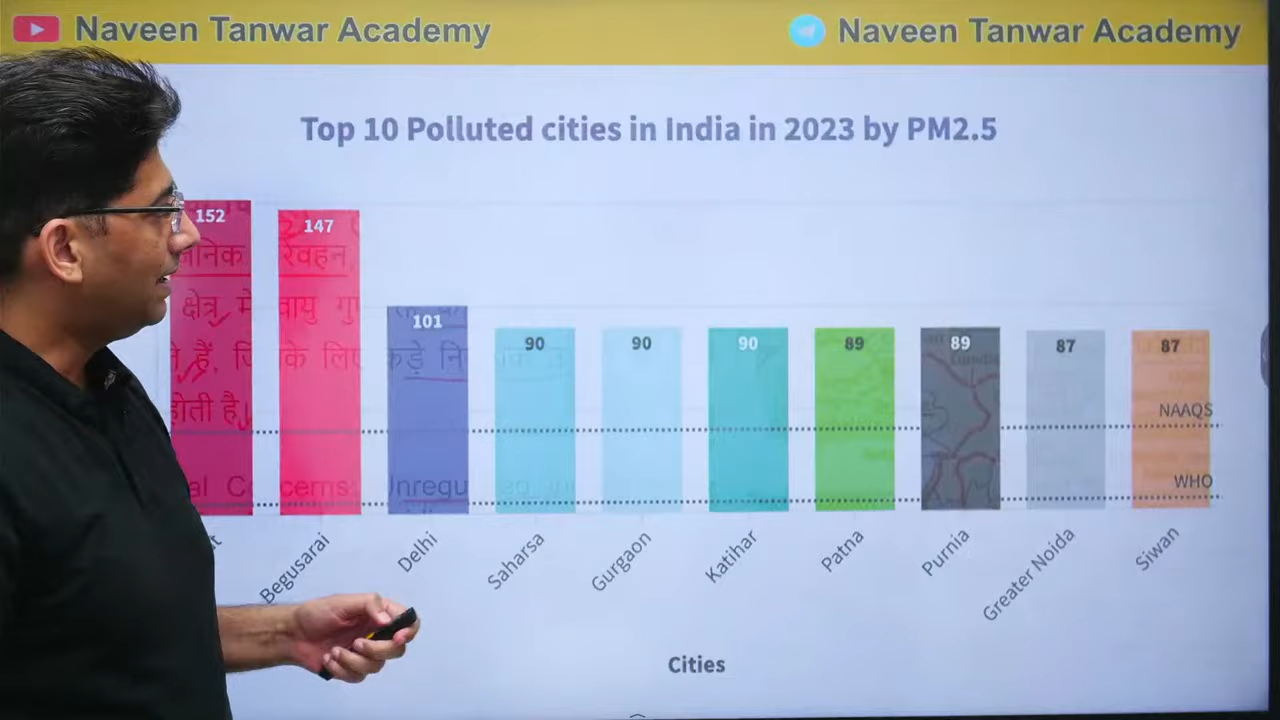 Naveen Tanwar Academy
Naveen Tanwar Academy
Top 10 Polluted cities in India in 2023 by PM2.5
152
147
101
90
90
90
89
89
87
87
क्षेत्र में वायु
हैं,
के लिए
होती है
NAAQS
WHO
Begusarai
Delhi
Saharsa
Gurgaon
Katihar
Patna
Purnia
Greater Noida
Siwan
Cities